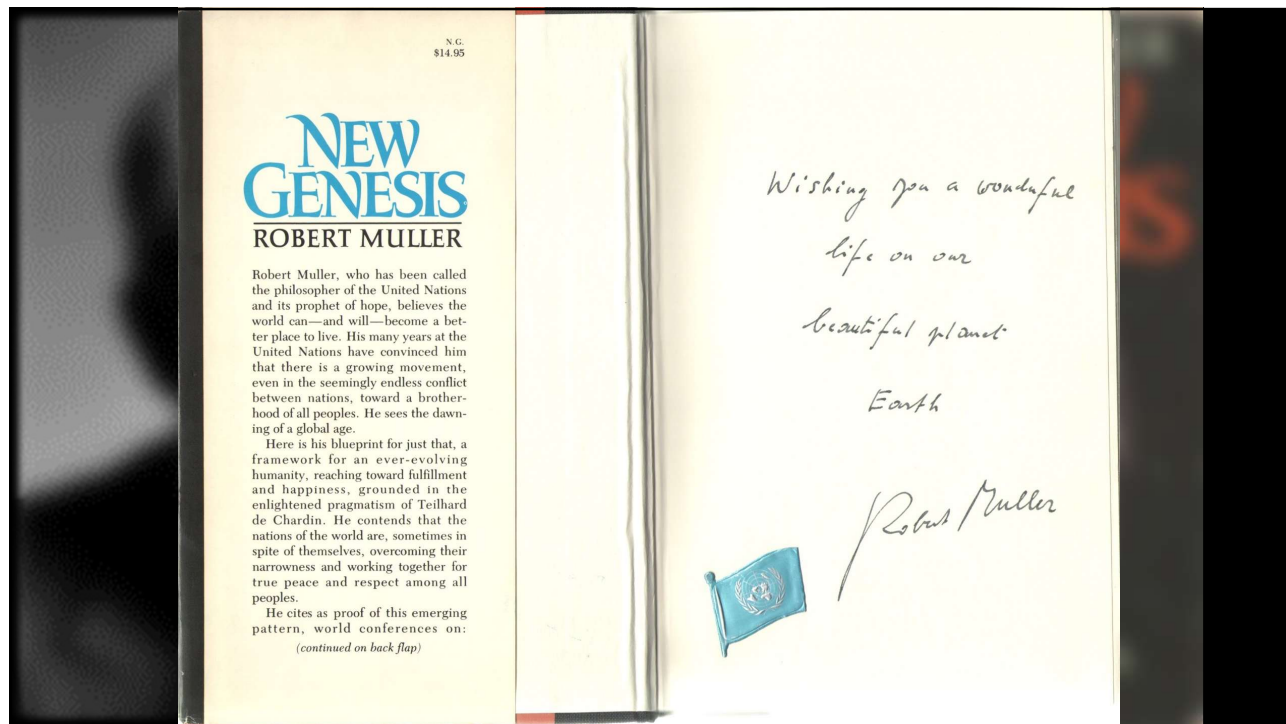 N.G.
$14.95
NEW
GENESIS
ROBERT MULLER
Robert Muller, who has been called
the philosopher of the United Nations
and its prophet of hope, believes the
world can—and will—become a bet-
ter place to live. His many years at the
United Nations have convinced him
that there is a growing movement,
even in the seemingly endless conflict
between nations, toward a brother-
hood of all peoples. He sees the dawn-
ing of a global age.
Here is his blueprint for just that, a
framework for an ever-evolving
humanity, reaching toward fulfillment
and happiness, grounded in the
enlightened pragmatism of Teilhard
de Chardin. He contends that the
nations of the world are, sometimes in
spite of themselves, overcoming their
narrowness and working together for
true peace and respect among all
peoples.
He cites as proof of this emerging
pattern, world conferences on:
(continued on back flap)
Wishing you a wonderful
life on our
beautiful planet
Earth
Robert Muller